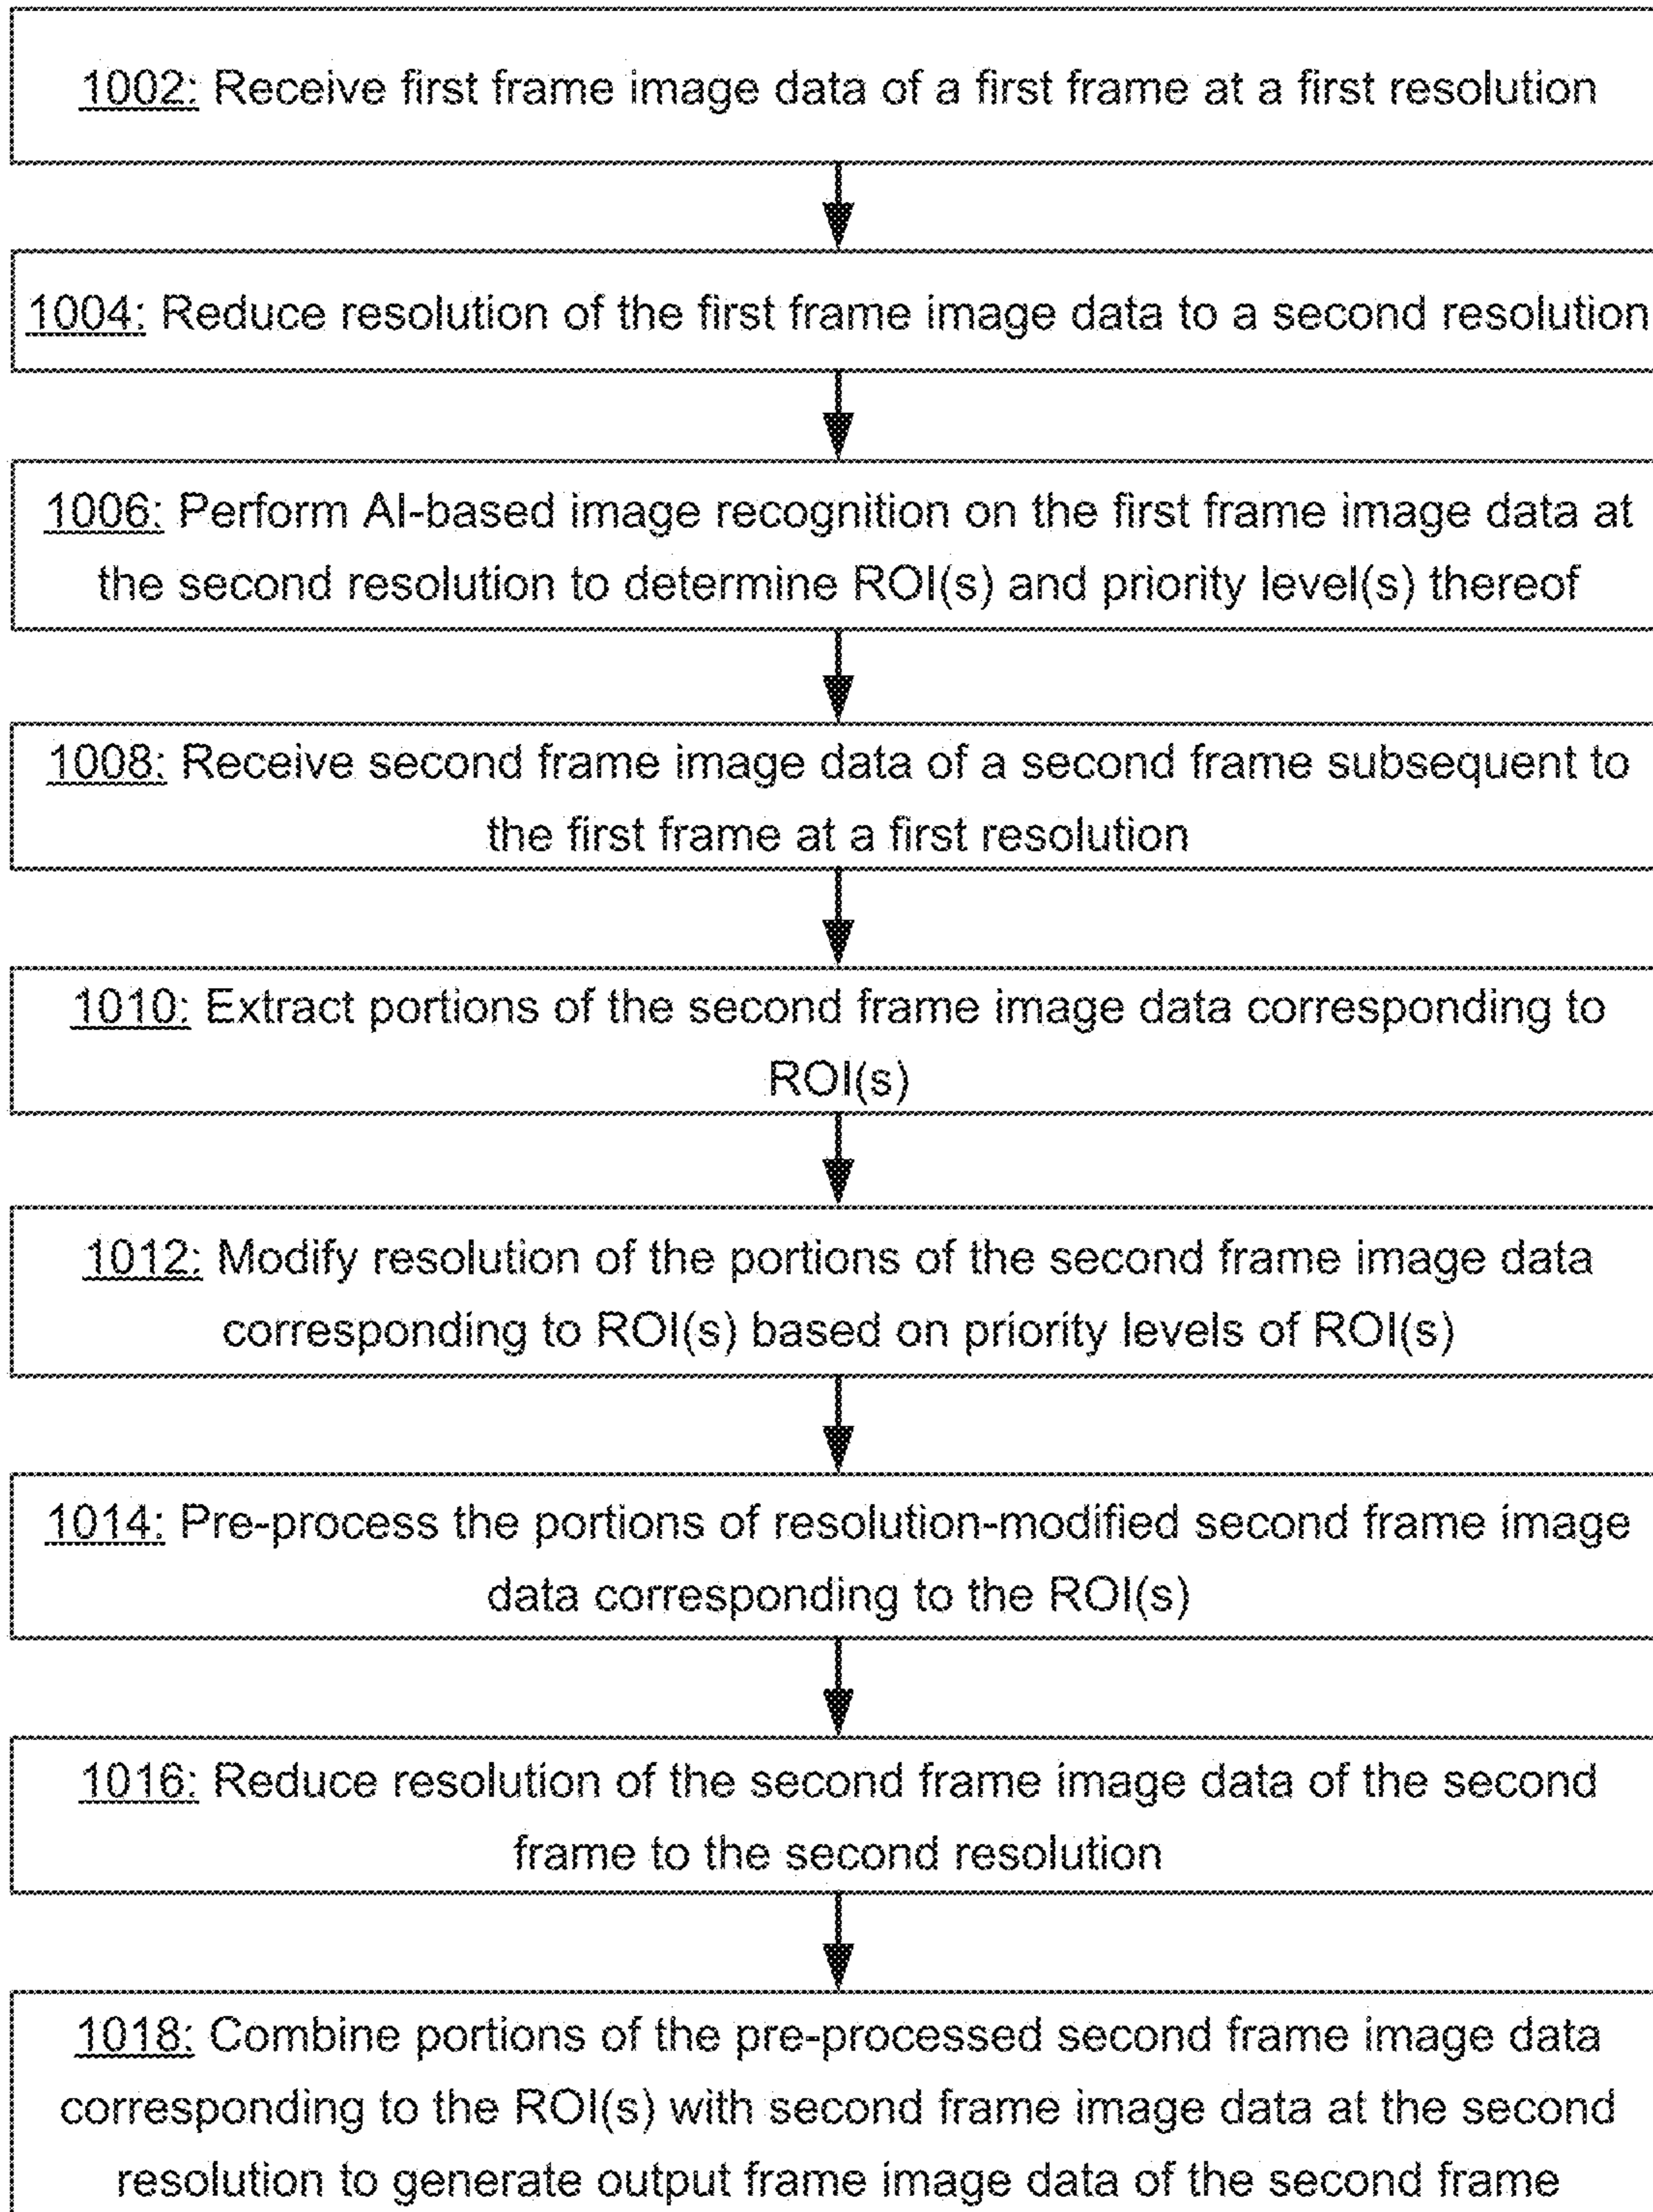 1002: Receive first frame image data of a first frame at a first resolution
1004: Reduce resolution of the first frame image data to a second resolution
1006: Perform AI-based image recognition on the first frame image data at
the second resolution to determine ROI(s) and priority level(s) thereof
1008: Receive second frame image data of a second frame subsequent to
the first frame at a first resolution
1010: Extract portions of the second frame image data corresponding to
ROI(s)
1012: Modify resolution of the portions of the second frame image data
corresponding to ROI(s) based on priority levels of ROI(s)
1014: Pre-process the portions of resolution-modified second frame image
data corresponding to the ROI(s)
1016: Reduce resolution of the second frame image data of the second
frame to the second resolution
1018: Combine portions of the pre-processed second frame image data
corresponding to the ROI(s) with second frame image data at the second
resolution to generate output frame image data of the second frame